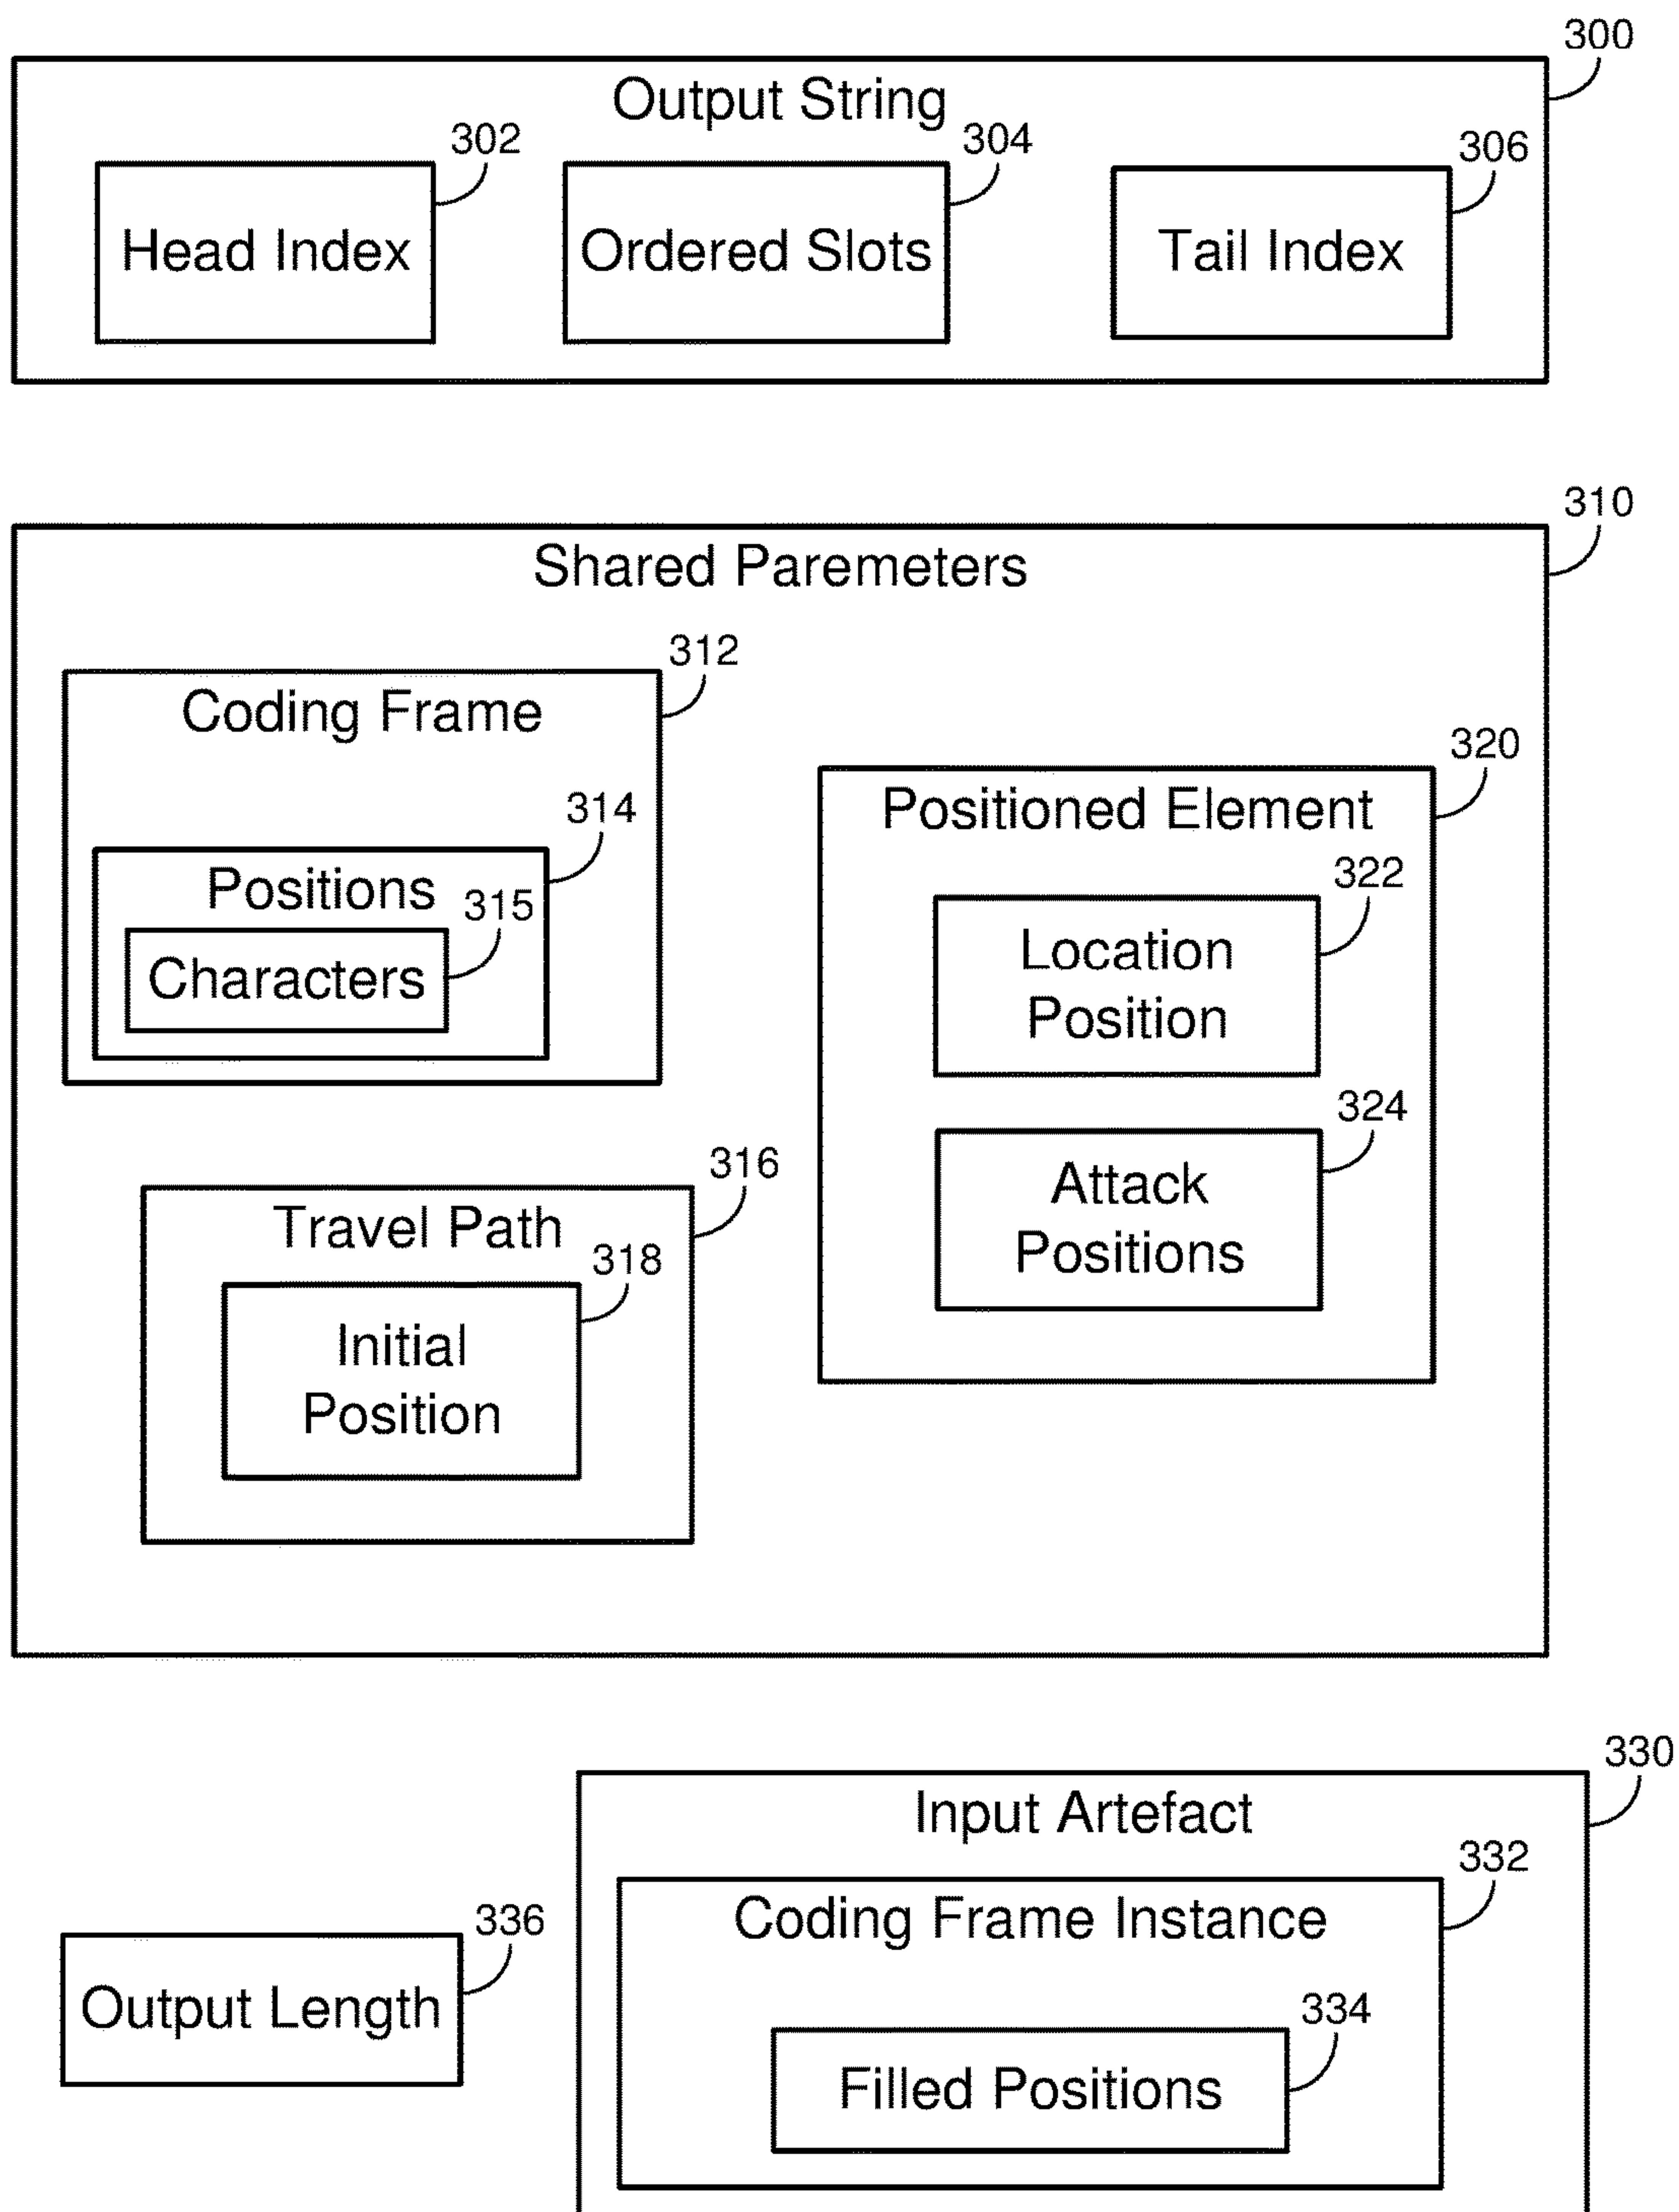 300
Output String
302
304
306
Head Index
Ordered Slots
Tail Index
310
Shared Paremeters
312
Coding Frame
320
Positioned Element
314
Positions
315
Characters
322
Location
Position
324
Attack
Positions
316
Travel Path
318
Initial
Position
330
Input Artefact
332
Coding Frame Instance
336
Output Length
334
Filled Positions